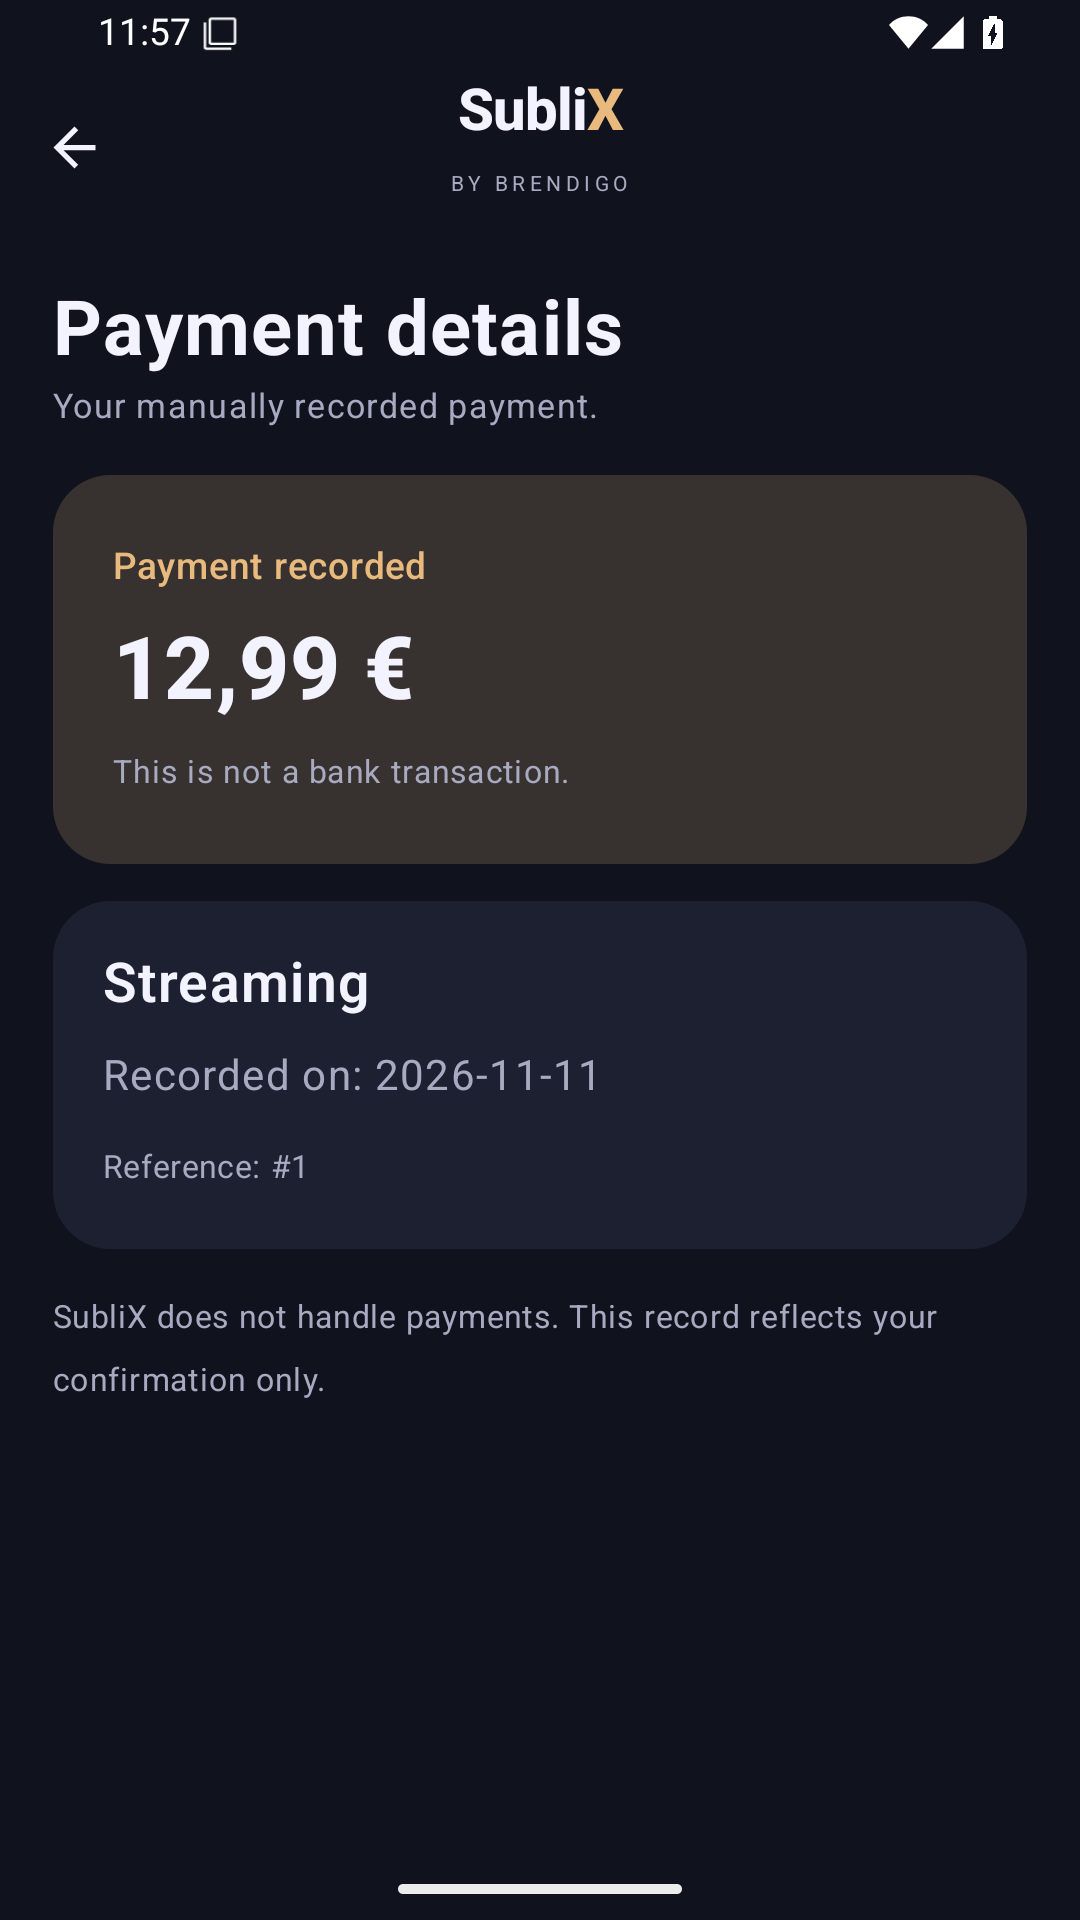 11:57
SubliX
BY BRENDIGO
Payment details
Your manually recorded payment.
Payment recorded
12,99 €
This is not a bank transaction.
Streaming
Recorded on: 2026-11-11
Reference: #1
SubliX does not handle payments. This record reflects your
confirmation only.